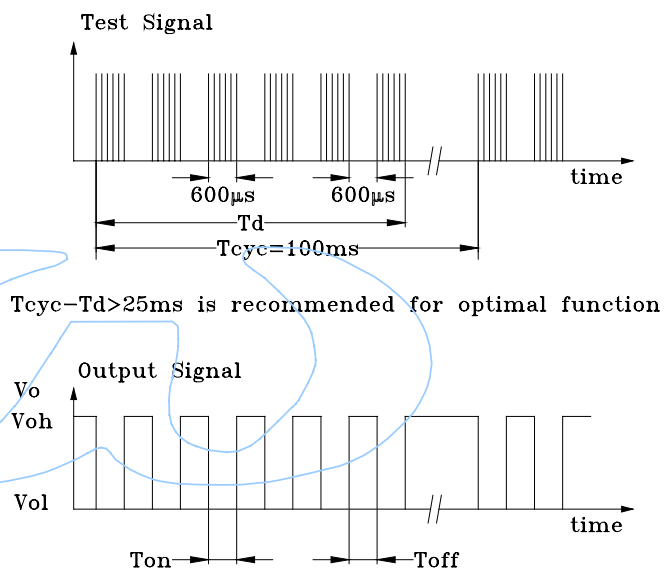 Test Signal
time
600μs 600μs
Td
Tcyc=100ms
Tcyc-Td>25ms is recommended for optimal function
Output Signal
Vo
Voh
Vol
time
Ton Toff